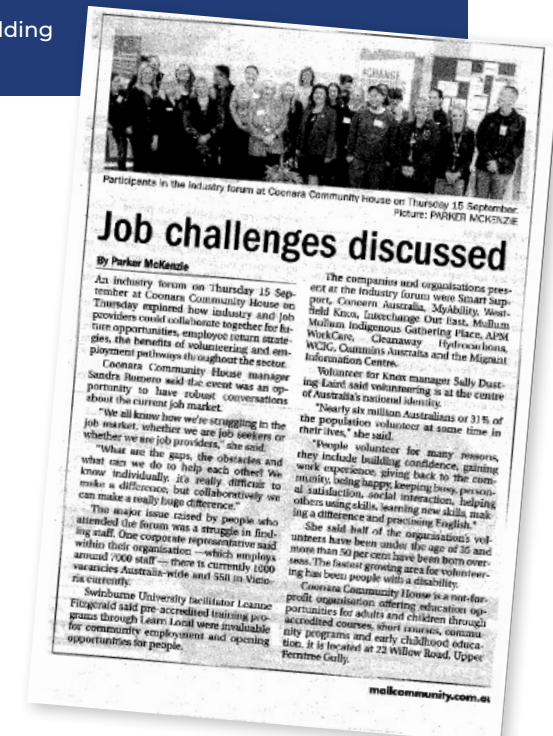 lding
#CHANGE
Participants in the industry forum at Coonara Community House on Thursday 15 September.
Picture: PARKER MCKENZIE
Job challenges discussed
By Parker McKenzie
An industry forum on Thursday 15 Sep-
tember at Coonara Community House on
Thursday explored how industry and Job
providers could collaborate together for fu-
ture opportunities, employee return strate-
gies, the benefits of volunteering and em-
ployment pathways throughout the sector.
Coonara Community House manager
Sandra Romero said the event was an op-
portunity to have robust conversations
about the current job market.
"We all know how we're struggling in the
job market, whether we are job seekers or
whether we are job providers," she said.
"What are the gaps, the obstacles and
what can we do to help each other? We
know individually, it's really difficult to
make a difference, but collaboratively we
can make a really huge difference."
The major issue raised by people who
attended the forum was a struggle in find-
ing staff. One corporate representative said
within their organisation —which employs
around 7000 staff — there is currently 1000
vacancies Australia-wide and 550 in Victo-
ria currently.
Swinburne University facilitator Leanne
Fitzgerald said pre-accredited training pro-
grams through Learn Local were invaluable
for community employment and opening
opportunities for people.
The companies and organisations pres-
ent at the industry forum were Smart Sup-
port, Concern Australia, MyAbility, West-
field Knox, Interchange Out East, Mullum
Mullum Indigenous Gathering Place, APM
WorkCare, Cleanaway Hydrocarbons,
WCIG, Cummins Australia and the Migrant
Information Centre.
Volunteer for Knox manager Sally Dust-
ing-Laird said volunteering is at the centre
of Australia's national identity.
"Nearly six million Australians or 31% of
the population volunteer at some time in
their lives," she said.
"People volunteer for many reasons,
they include building confidence, gaining
work experience, giving back to the com-
munity, being happy, keeping busy, person-
al satisfaction, social interaction, helping
others using skills, learning new skills, mak-
ing a difference and practising English."
She said half of the organisation's vol-
unteers have been under the age of 35 and
more than 50 per cent have been born over-
seas. The fastest growing area for volunteer-
ing has been people with a disability.
Coonara Community House is a not-for-
profit organisation offering education op-
portunities for adults and children through
accredited courses, short courses, commu-
nity programs and early childhood educa-
tion. It is located at 22 Willow Road, Upper
Ferntree Gully.
mailcommunity.com.au